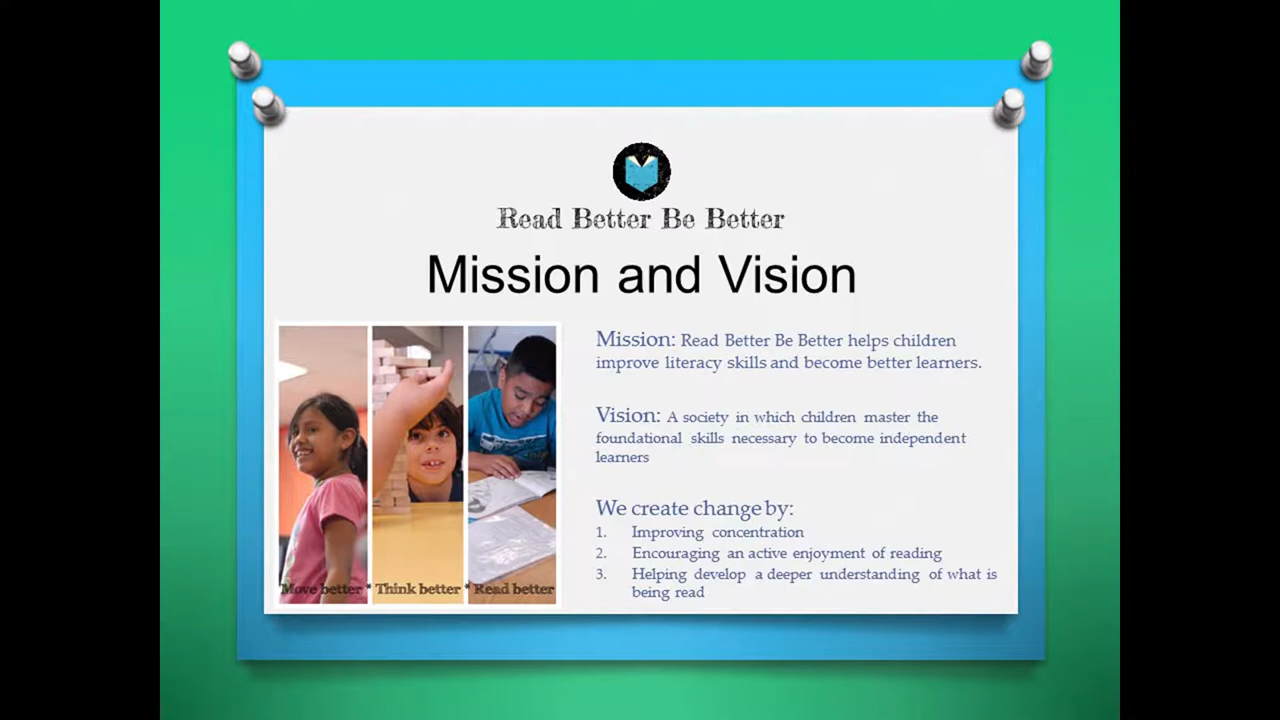 Read Better Be Better
Mission and Vision
Mission: Read Better Be Better helps children
improve literacy skills and become better learners.
Vision: A society in which children master the
foundational skills necessary to become independent
learners
We create change by:
1. Improving concentration
2. Encouraging an active enjoyment of reading
3. Helping develop a deeper understanding of what is
being read
Move better * Think better * Read better